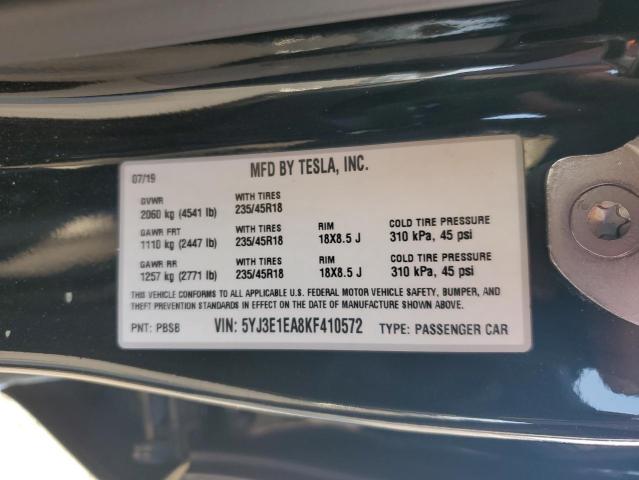 07/19 MFD BY TESLA, INC.
GVWR WITH TIRES
2060 kg (4541 lb) 235/45R18
GAWR FRT WITH TIRES RIM COLD TIRE PRESSURE
1110 kg (2447 lb) 235/45R18 18X8.5 J 310 kPa, 45 psi
GAWR RR WITH TIRES RIM COLD TIRE PRESSURE
1257 kg (2771 lb) 235/45R18 18X8.5 J 310 kPa, 45 psi
THIS VEHICLE CONFORMS TO ALL APPLICABLE U.S. FEDERAL MOTOR VEHICLE SAFETY, BUMPER, AND
THEFT PREVENTION STANDARDS IN EFFECT ON THE DATE OF MANUFACTURE SHOWN ABOVE.
PNT: PBSB VIN: 5YJ3E1EA8KF410572 TYPE: PASSENGER CAR